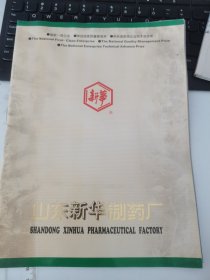 ●The National First-Class Enterprise ●The National Quality Management Prize
●The National Enterprise Technical Advance Prize
新華
山东新华制药厂
SHANDONG XINHUA PHARMACEUTICAL FACTORY